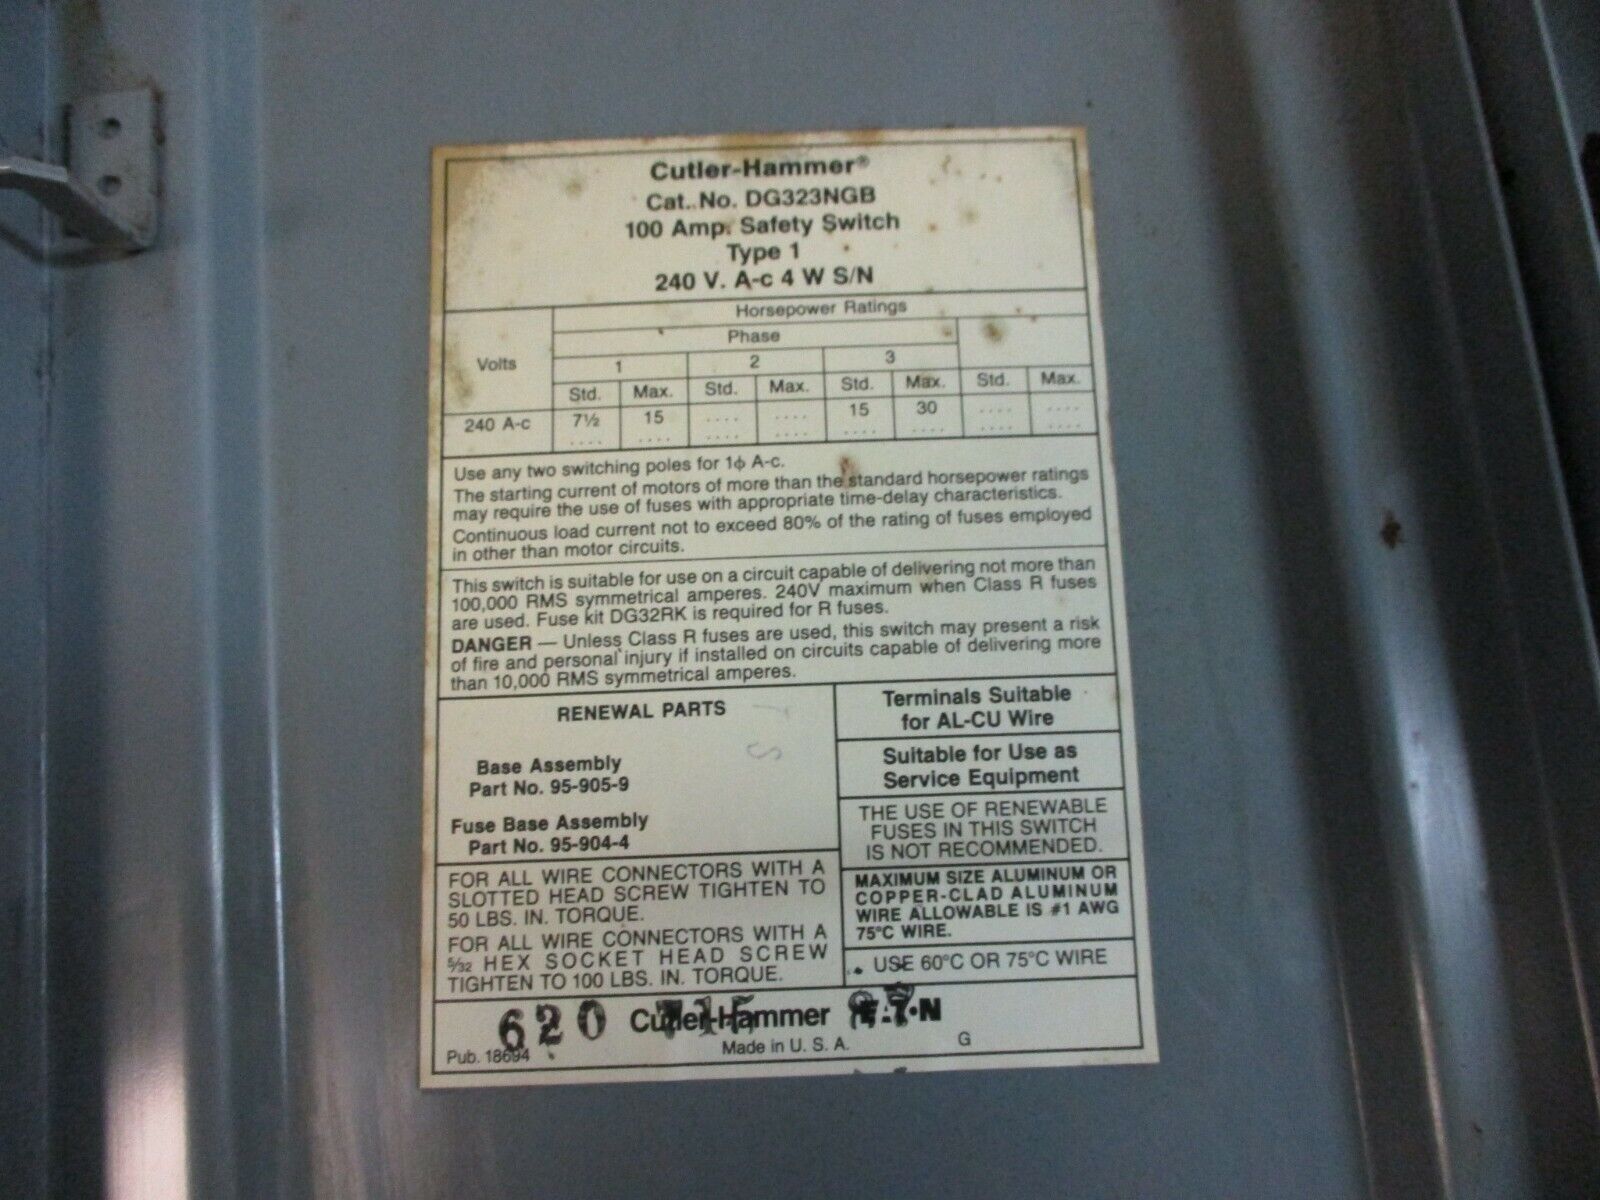 Cutler-Hammer®
Cat. No. DG323NGB
100 Amp. Safety Switch
Type 1
240 V. A-c 4 W S/N
Horsepower Ratings
Volts
Phase
1 2 3
Std. Max. Std. Max. Std. Max. Std. Max.
240 A-c 7½ 15 .... .... 15 30 .... ....
.... .... .... .... .... .... .... ....
Use any two switching poles for 1ϕ A-c.
The starting current of motors of more than the standard horsepower ratings
may require the use of fuses with appropriate time-delay characteristics.
Continuous load current not to exceed 80% of the rating of fuses employed
in other than motor circuits.
This switch is suitable for use on a circuit capable of delivering not more than
100,000 RMS symmetrical amperes. 240V maximum when Class R fuses
are used. Fuse kit DG32RK is required for R fuses.
DANGER — Unless Class R fuses are used, this switch may present a risk
of fire and personal injury if installed on circuits capable of delivering more
than 10,000 RMS symmetrical amperes.
RENEWAL PARTS
Base Assembly
Part No. 95-905-9
Fuse Base Assembly
Part No. 95-904-4
FOR ALL WIRE CONNECTORS WITH A
SLOTTED HEAD SCREW TIGHTEN TO
50 LBS. IN. TORQUE.
FOR ALL WIRE CONNECTORS WITH A
5/32 HEX SOCKET HEAD SCREW
TIGHTEN TO 100 LBS. IN. TORQUE.
Terminals Suitable
for AL-CU Wire
Suitable for Use as
Service Equipment
THE USE OF RENEWABLE
FUSES IN THIS SWITCH
IS NOT RECOMMENDED.
MAXIMUM SIZE ALUMINUM OR
COPPER-CLAD ALUMINUM
WIRE ALLOWABLE IS #1 AWG
75°C WIRE.
USE 60°C OR 75°C WIRE
620 Cutler-Hammer E·T·N
Pub. 18694 Made in U. S. A. G